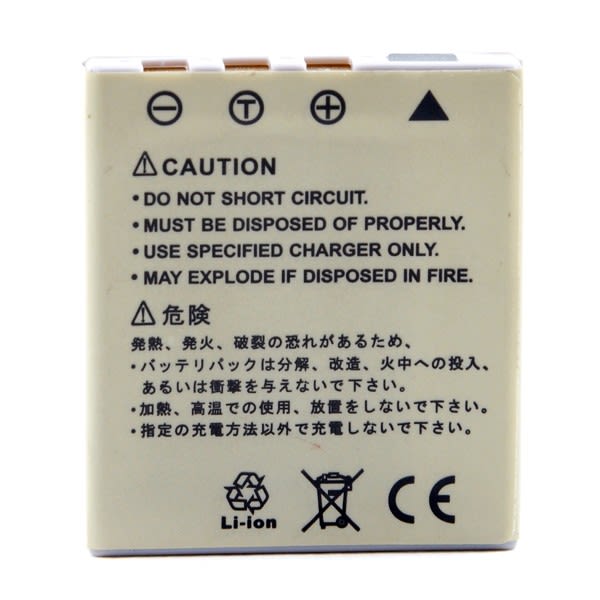 ⊖ Ⓣ ⊕ ▲
⚠CAUTION
•DO NOT SHORT CIRCUIT.
•MUST BE DISPOSED OF PROPERLY.
•USE SPECIFIED CHARGER ONLY.
•MAY EXPLODE IF DISPOSED IN FIRE.
⚠危険
発熱、発火、破裂の恐れがあるため、
・バッテリパックは分解、改造、火中への投入、
あるいは衝撃を与えないで下さい。
・加熱、高温での使用、放置をしないで下さい。
・指定の充電方法以外で充電しないで下さい。
Li-ion
CE